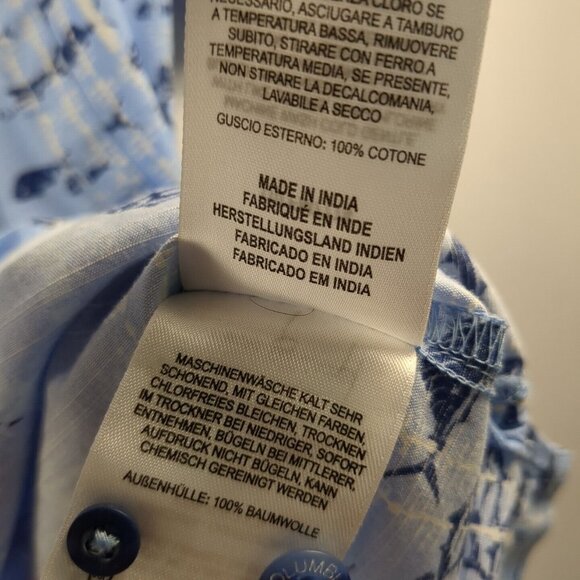 NECESSARIO, ASCIUGARE A TAMBURO
A TEMPERATURA BASSA, RIMUOVERE
SUBITO, STIRARE CON FERRO A
TEMPERATURA MEDIA, SE PRESENTE,
NON STIRARE LA DECALCOMANIA,
LAVABILE A SECCO
GUSCIO ESTERNO: 100% COTONE
MADE IN INDIA
FABRIQUÉ EN INDE
HERSTELLUNGSLAND INDIEN
FABRICADO EN INDIA
FABRICADO EM INDIA
MASCHINENWÄSCHE KALT SEHR
SCHONEND, MIT GLEICHEN FARBEN,
CHLORFREIES BLEICHEN, TROCKNEN
IM TROCKNER BEI NIEDRIGER, SOFORT
ENTNEHMEN, BÜGELN BEI MITTLERER,
AUFDRUCK NICHT BÜGELN, KANN
CHEMISCH GEREINIGT WERDEN
AUßENHÜLLE: 100% BAUMWOLLE